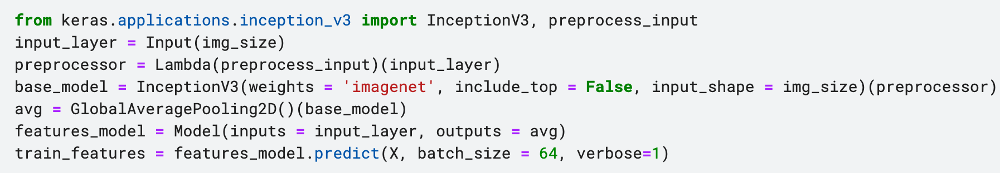 from keras.applications.inception_v3 import InceptionV3, preprocess_input
input_layer = Input(img_size)
preprocessor = Lambda(preprocess_input)(input_layer)
base_model = InceptionV3(weights = 'imagenet', include_top = False, input_shape = img_size)(preprocessor)
avg = GlobalAveragePooling2D()(base_model)
features_model = Model(inputs = input_layer, outputs = avg)
train_features = features_model.predict(X, batch_size = 64, verbose=1)